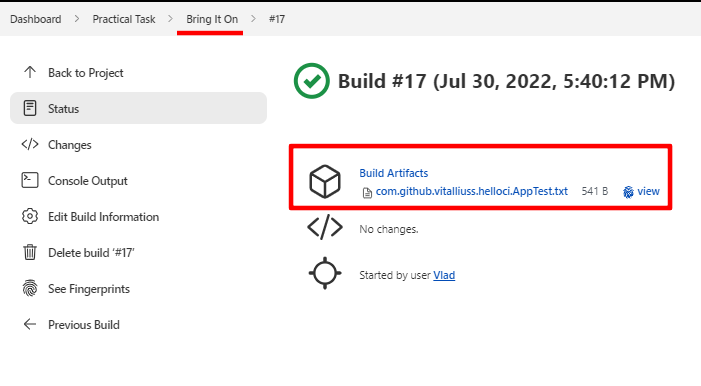 Dashboard > Practical Task > Bring It On > #17
Back to Project
Status
Changes
Console Output
Edit Build Information
Delete build ‘#17’
See Fingerprints
Previous Build
Build #17 (Jul 30, 2022, 5:40:12 PM)
Build Artifacts
com.github.vitalliuss.helloci.AppTest.txt 541 B view
No changes.
Started by user Vlad